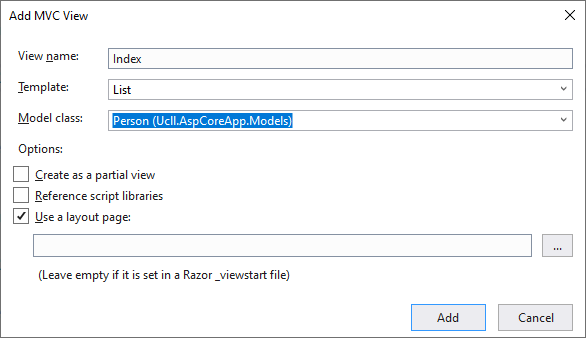 Add MVC View
View name: Index
Template: List
Model class: Person (Ucll.AspCoreApp.Models)
Options:
Create as a partial view
Reference script libraries
Use a layout page:
...
(Leave empty if it is set in a Razor _viewstart file)
Add Cancel